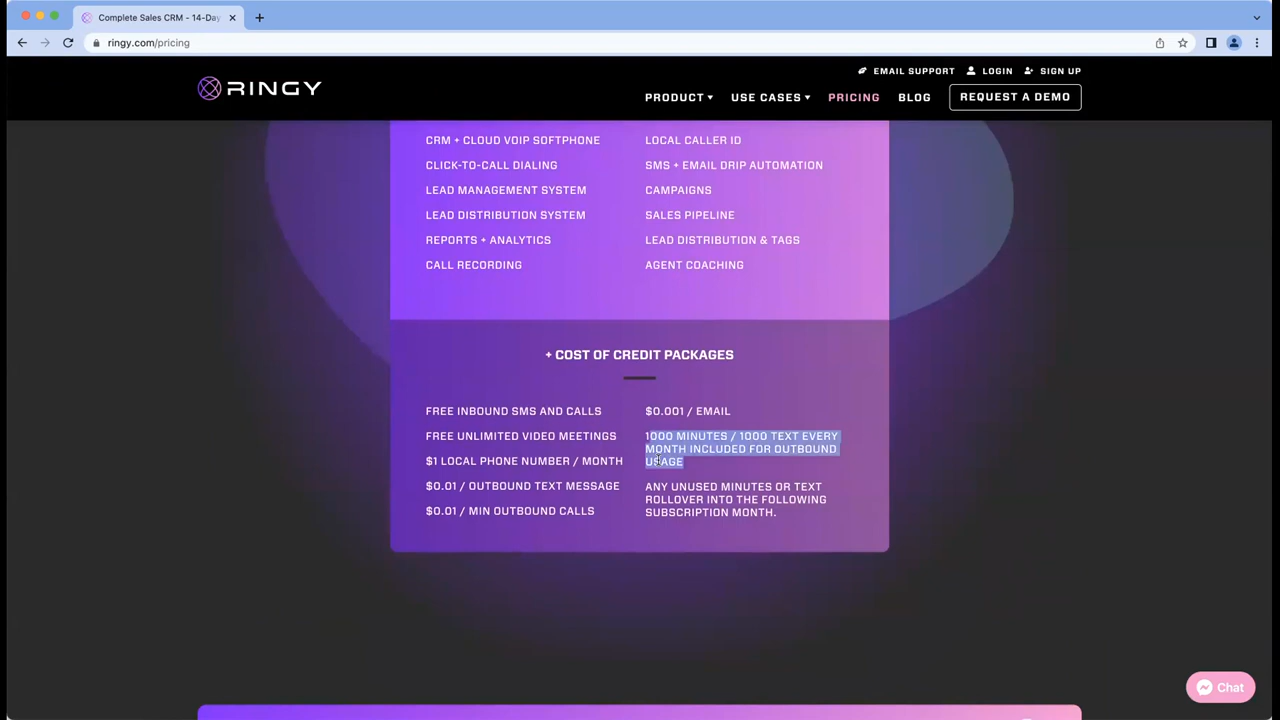 Complete Sales CRM - 14-Day
ringy.com/pricing
EMAIL SUPPORT LOGIN SIGN UP
RINGY
PRODUCT USE CASES PRICING BLOG REQUEST A DEMO
CRM + CLOUD VOIP SOFTPHONE
CLICK-TO-CALL DIALING
LEAD MANAGEMENT SYSTEM
LEAD DISTRIBUTION SYSTEM
REPORTS + ANALYTICS
CALL RECORDING
LOCAL CALLER ID
SMS + EMAIL DRIP AUTOMATION
CAMPAIGNS
SALES PIPELINE
LEAD DISTRIBUTION & TAGS
AGENT COACHING
+ COST OF CREDIT PACKAGES
FREE INBOUND SMS AND CALLS
FREE UNLIMITED VIDEO MEETINGS
$1 LOCAL PHONE NUMBER / MONTH
$0.01 / OUTBOUND TEXT MESSAGE
$0.01 / MIN OUTBOUND CALLS
$0.001 / EMAIL
1000 MINUTES / 1000 TEXT EVERY
MONTH INCLUDED FOR OUTBOUND
USAGE
ANY UNUSED MINUTES OR TEXT
ROLLOVER INTO THE FOLLOWING
SUBSCRIPTION MONTH.
Chat